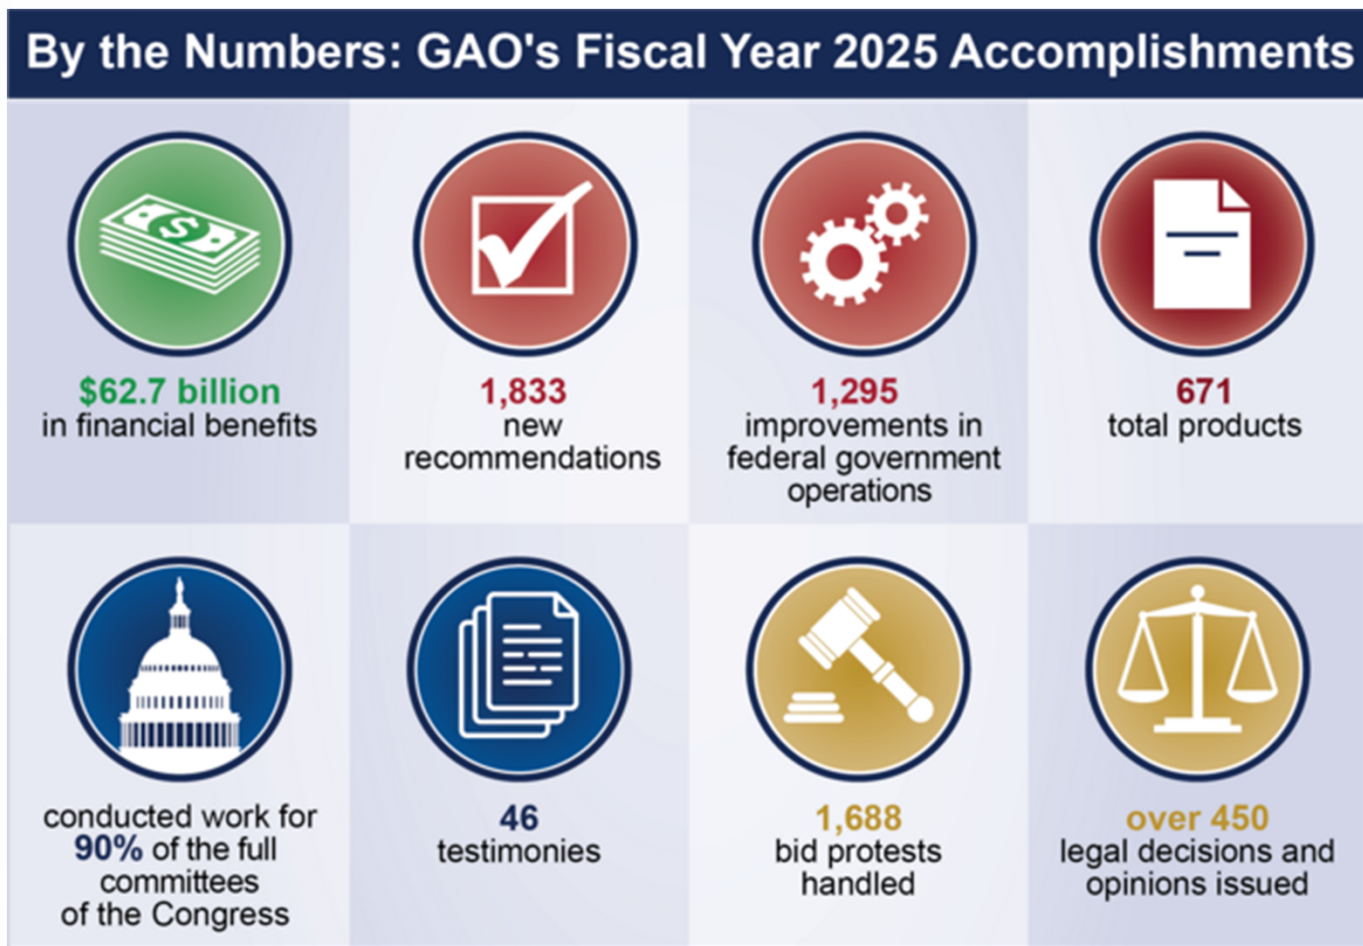 By the Numbers: GAO's Fiscal Year 2025 Accomplishments
$62.7 billion
in financial benefits
1,833
new
recommendations
1,295
improvements in
federal government
operations
671
total products
conducted work for
90% of the full
committees
of the Congress
46
testimonies
1,688
bid protests
handled
over 450
legal decisions and
opinions issued